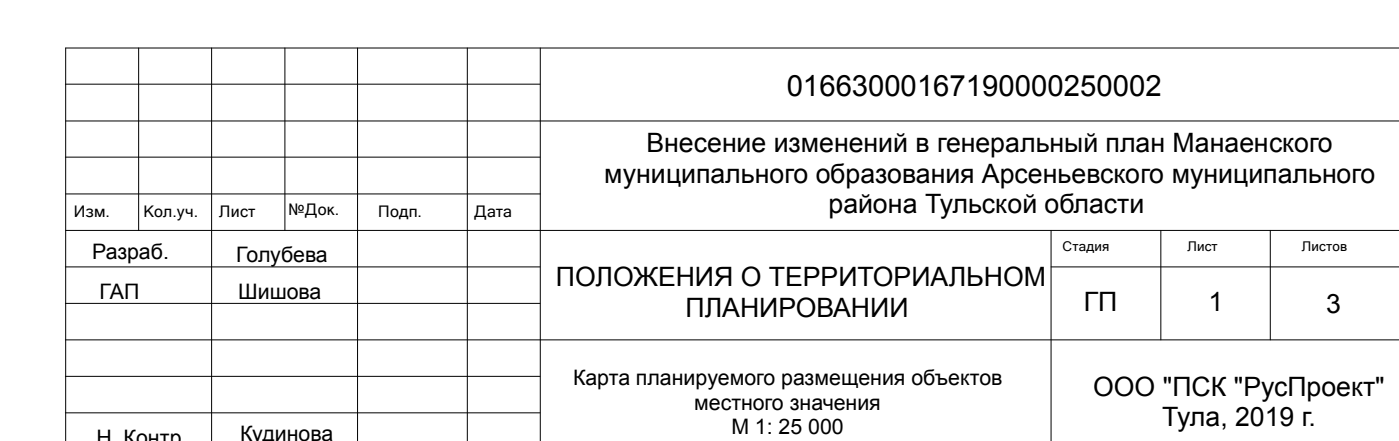 01663000167190000250002
Внесение изменений в генеральный план Манаенского
муниципального образования Арсеньевского муниципального
района Тульской области
Изм. Кол.уч. Лист №Док. Подп. Дата
Разраб. Голубева
ГАП Шишова
ПОЛОЖЕНИЯ О ТЕРРИТОРИАЛЬНОМ
ПЛАНИРОВАНИИ
Стадия Лист Листов
ГП 1 3
Карта планируемого размещения объектов
местного значения
М 1: 25 000
ООО "ПСК "РусПроект"
Тула, 2019 г.
Н. Контр Кудинова